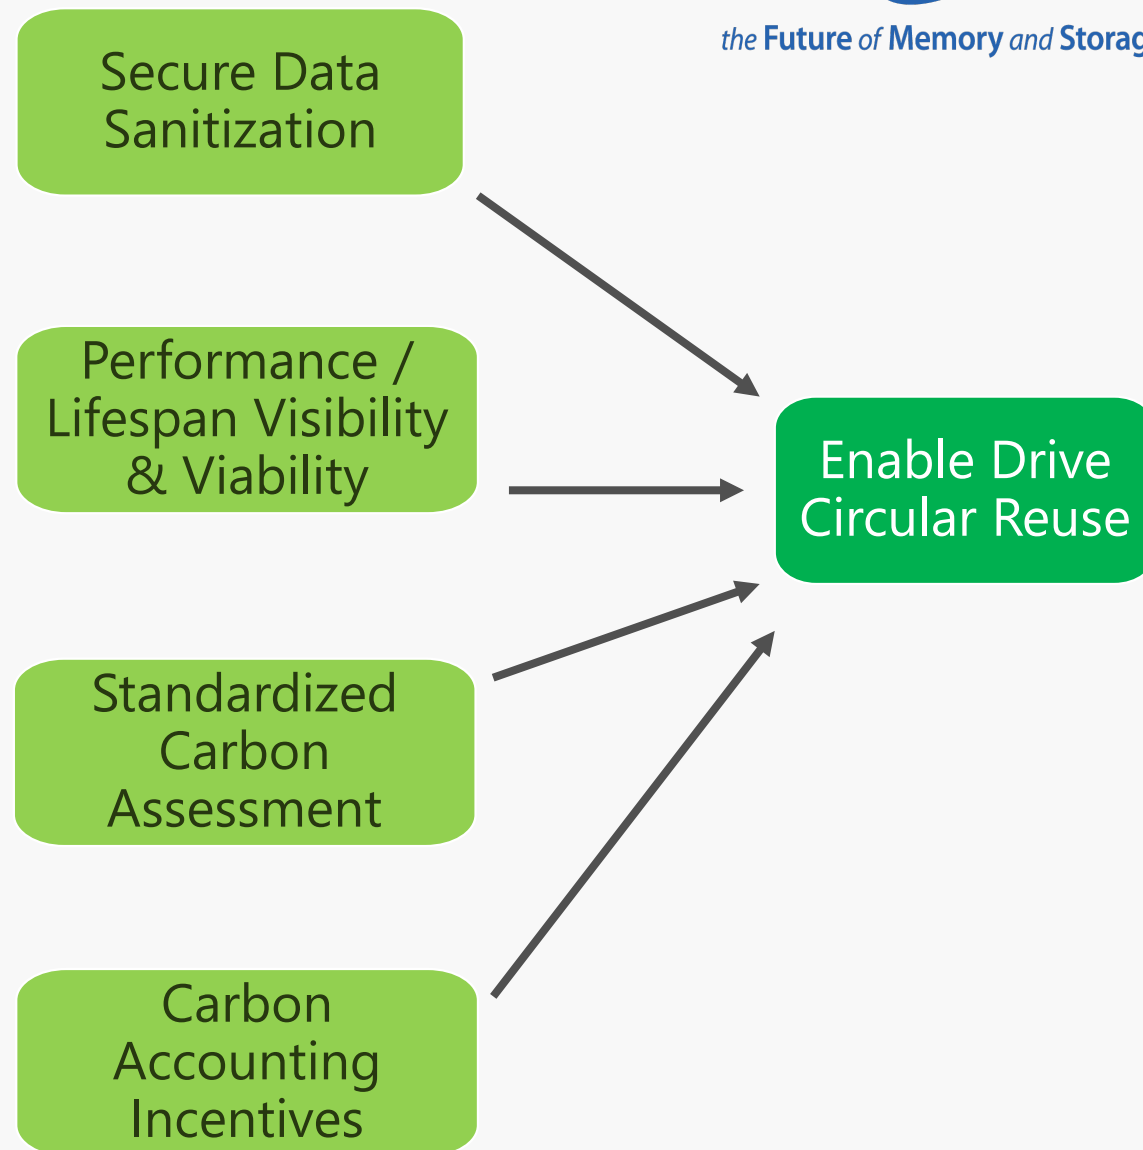 the Future of Memory and Storag
Secure Data
Sanitization
Performance /
Lifespan Visibility
& Viability
Enable Drive
Circular Reuse
Standardized
Carbon
Assessment
Carbon
Accounting
Incentives